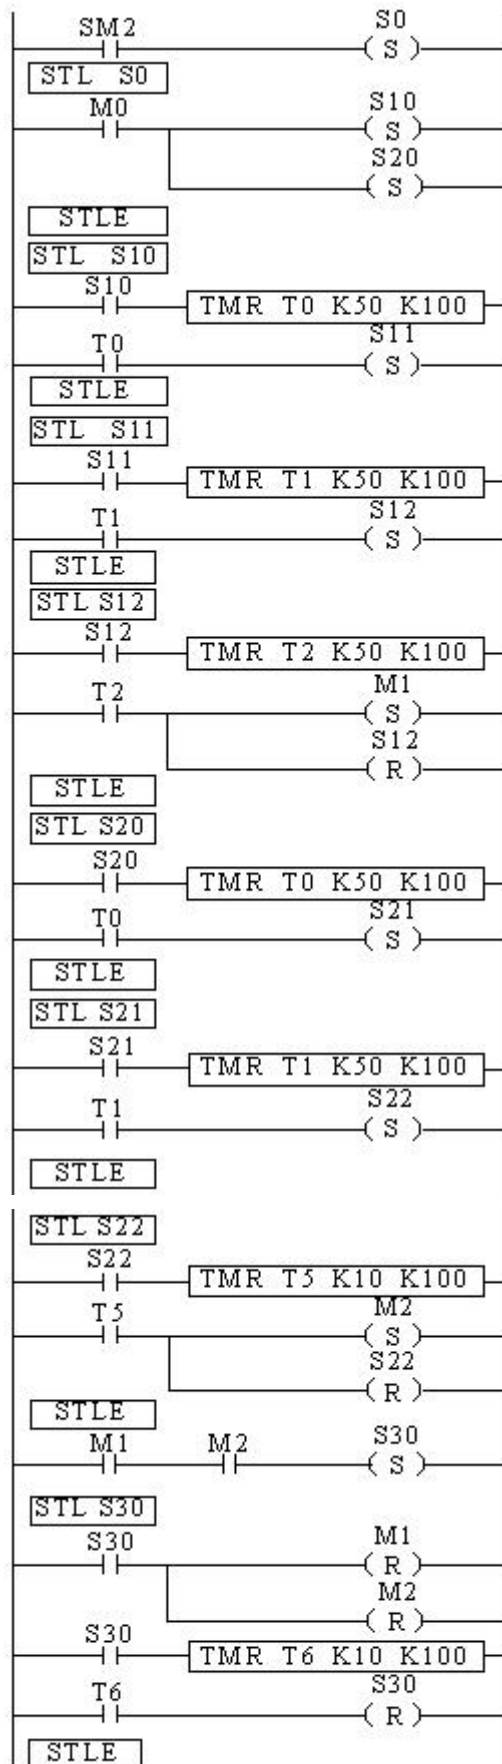 SM2 S0
( S )
STL S0
M0 S10
( S )
S20
( S )
STLE
STL S10
S10
TMR T0 K50 K100
T0 S11
( S )
STLE
STL S11
S11
TMR T1 K50 K100
T1 S12
( S )
STLE
STL S12
S12
TMR T2 K50 K100
T2 M1
( S )
S12
( R )
STLE
STL S20
S20
TMR T0 K50 K100
T0 S21
( S )
STLE
STL S21
S21
TMR T1 K50 K100
T1 S22
( S )
STLE
STL S22
S22
TMR T5 K10 K100
T5 M2
( S )
S22
( R )
STLE
M1 M2 S30
( S )
STL S30
S30 M1
( R )
M2
( R )
S30
TMR T6 K10 K100
T6 S30
( R )
STLE